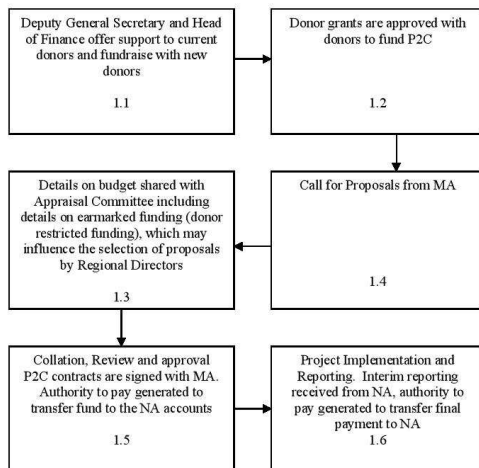 Deputy General Secretary and Head
of Finance offer support to current
donors and fundraise with new
donors
1.1
Donor grants are approved with
donors to fund P2C
1.2
Details on budget shared with
Appraisal Committee including
details on earmarked funding (donor
restricted funding), which may
influence the selection of proposals
by Regional Directors
1.3
Call for Proposals from MA
1.4
Collation, Review and approval
P2C contracts are signed with MA.
Authority to pay generated to
transfer fund to the NA accounts
1.5
Project Implementation and
Reporting. Interim reporting
received from NA, authority to
pay generated to transfer final
payment to NA
1.6